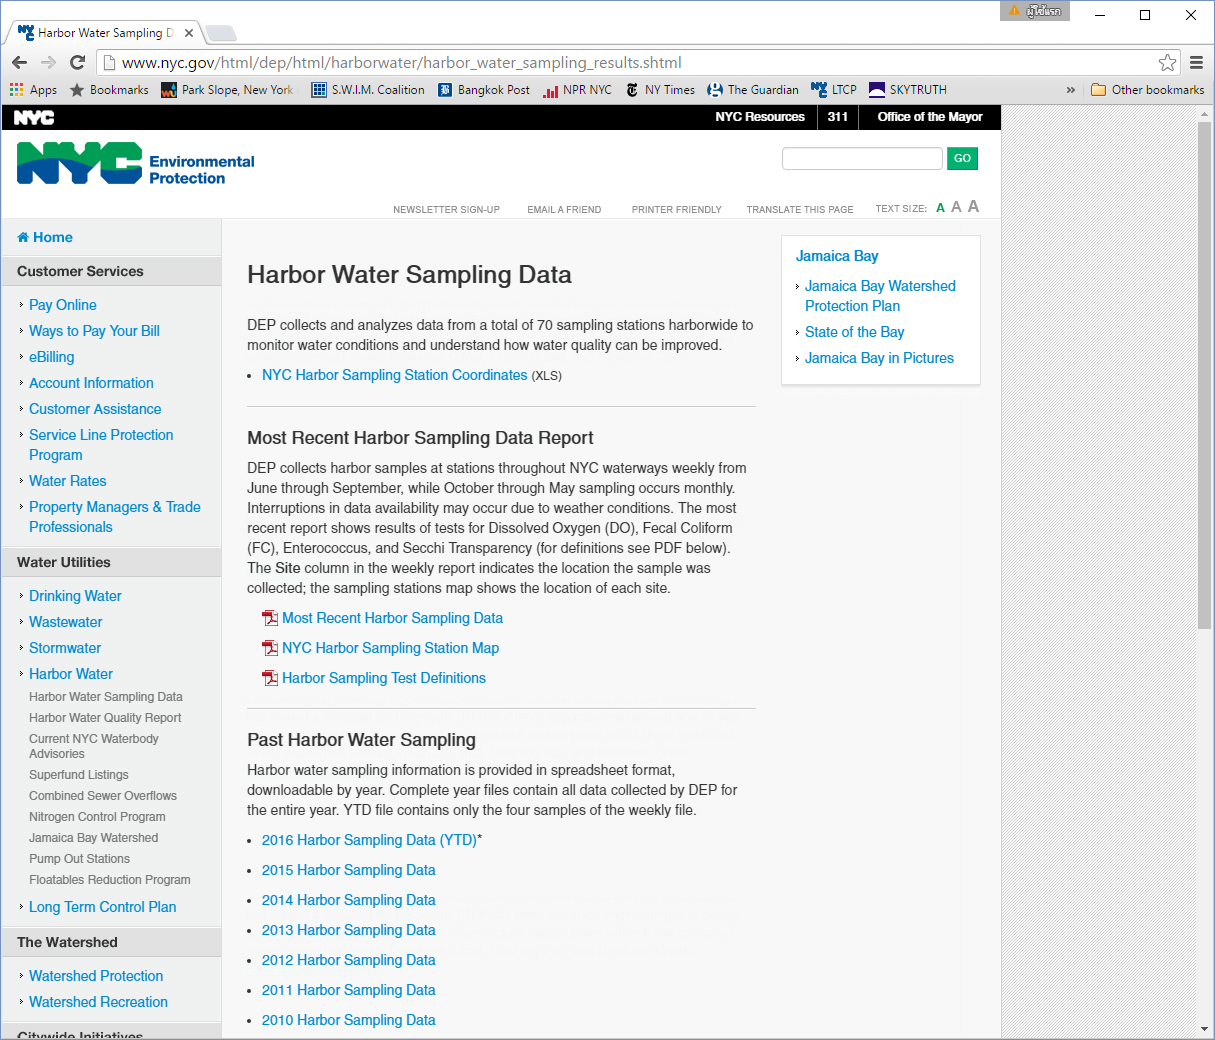 ผู้ใช้แรก
Harbor Water Sampling D
www.nyc.gov/html/dep/html/harborwater/harbor_water_sampling_results.shtml
Apps
Bookmarks
Park Slope, New York
S.W.I.M. Coalition
Bangkok Post
NPR NYC
NY Times
The Guardian
LTCP
SKYTRUTH
»
Other bookmarks
NYC
NYC Resources
311
Office of the Mayor
NYC Environmental
Protection
GO
NEWSLETTER SIGN-UP
EMAIL A FRIEND
PRINTER FRIENDLY
TRANSLATE THIS PAGE
TEXT SIZE: A A A
Home
Customer Services
Pay Online
Ways to Pay Your Bill
eBilling
Account Information
Customer Assistance
Service Line Protection
Program
Water Rates
Property Managers & Trade
Professionals
Water Utilities
Drinking Water
Wastewater
Stormwater
Harbor Water
Harbor Water Sampling Data
Harbor Water Quality Report
Current NYC Waterbody
Advisories
Superfund Listings
Combined Sewer Overflows
Nitrogen Control Program
Jamaica Bay Watershed
Pump Out Stations
Floatables Reduction Program
Long Term Control Plan
The Watershed
Watershed Protection
Watershed Recreation
Citywide Initiatives
Harbor Water Sampling Data
DEP collects and analyzes data from a total of 70 sampling stations harborwide to
monitor water conditions and understand how water quality can be improved.
• NYC Harbor Sampling Station Coordinates (XLS)
Most Recent Harbor Sampling Data Report
DEP collects harbor samples at stations throughout NYC waterways weekly from
June through September, while October through May sampling occurs monthly.
Interruptions in data availability may occur due to weather conditions. The most
recent report shows results of tests for Dissolved Oxygen (DO), Fecal Coliform
(FC), Enterococcus, and Secchi Transparency (for definitions see PDF below).
The Site column in the weekly report indicates the location the sample was
collected; the sampling stations map shows the location of each site.
Most Recent Harbor Sampling Data
NYC Harbor Sampling Station Map
Harbor Sampling Test Definitions
Past Harbor Water Sampling
Harbor water sampling information is provided in spreadsheet format,
downloadable by year. Complete year files contain all data collected by DEP for
the entire year. YTD file contains only the four samples of the weekly file.
• 2016 Harbor Sampling Data (YTD)*
• 2015 Harbor Sampling Data
• 2014 Harbor Sampling Data
• 2013 Harbor Sampling Data
• 2012 Harbor Sampling Data
• 2011 Harbor Sampling Data
• 2010 Harbor Sampling Data
Jamaica Bay
Jamaica Bay Watershed
Protection Plan
State of the Bay
Jamaica Bay in Pictures